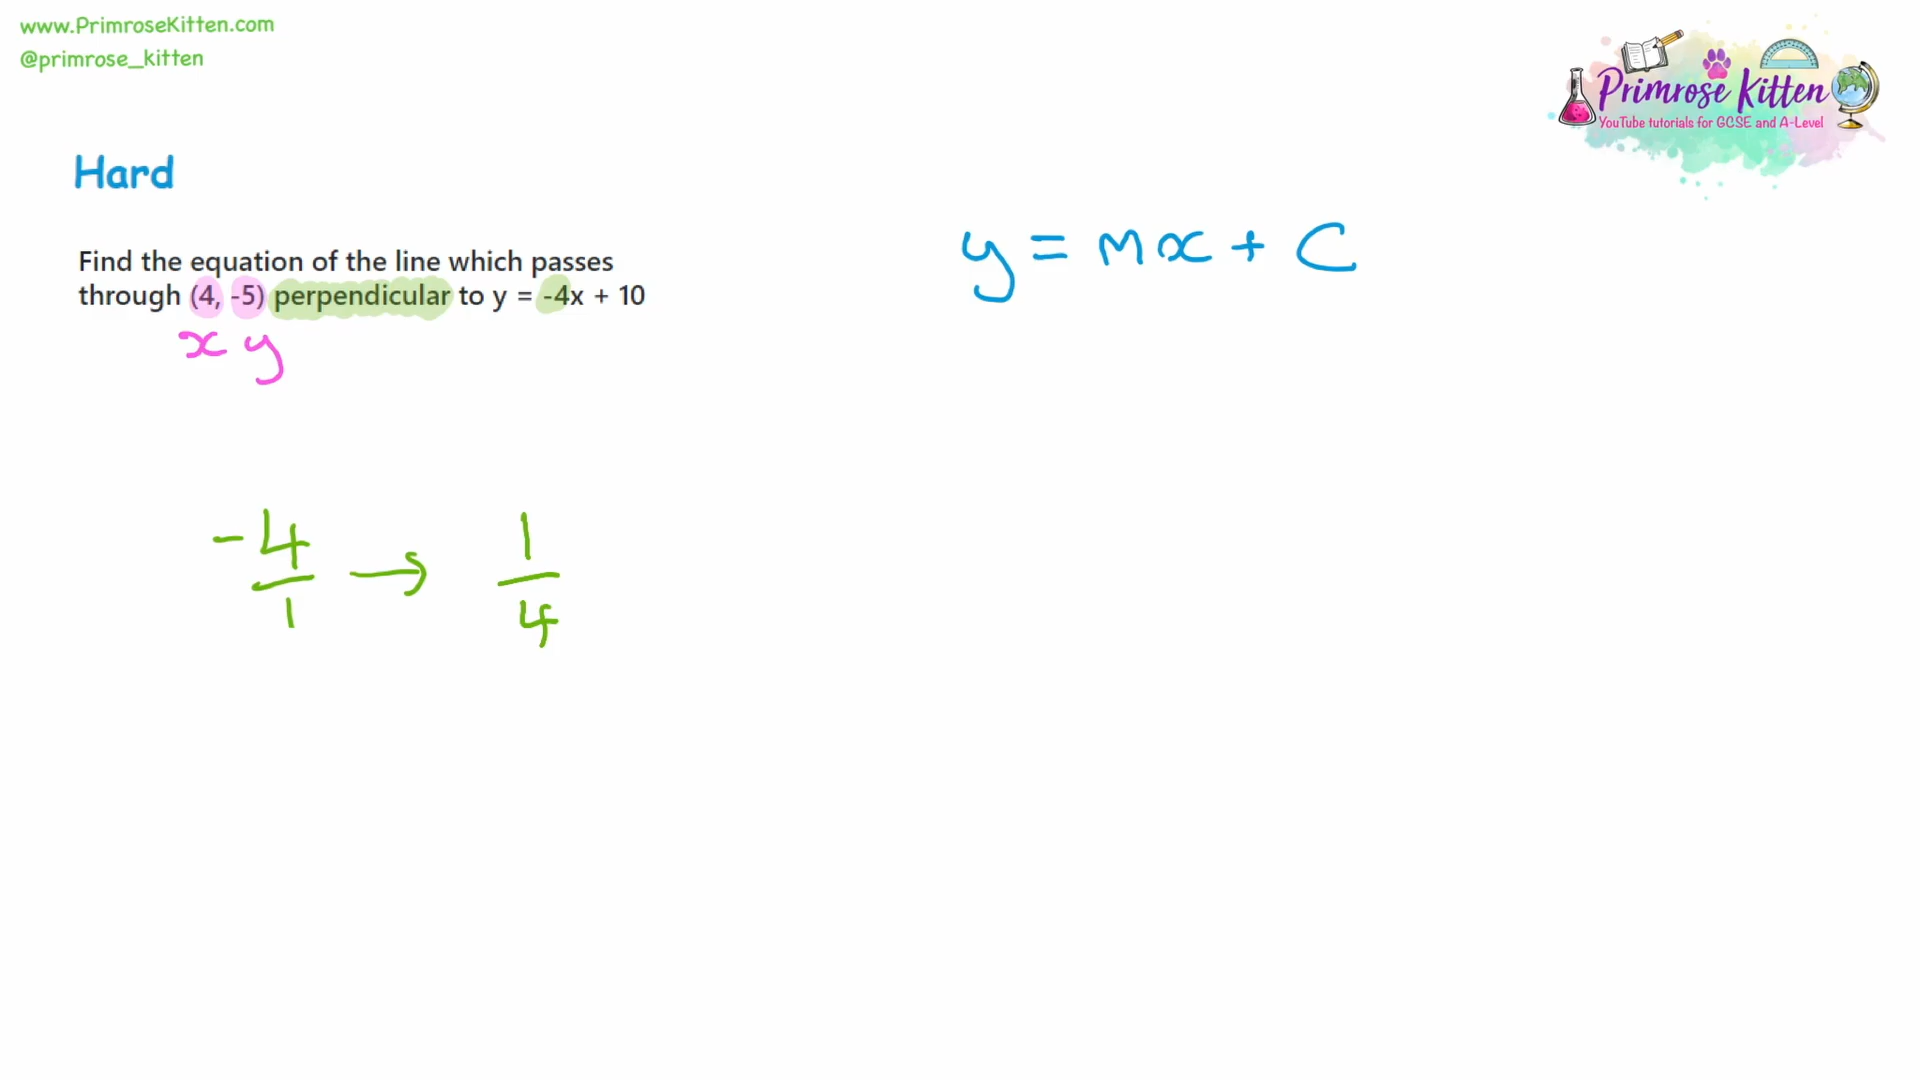 www.PrimroseKitten.com
@primrose_kitten
Primrose Kitten
YouTube tutorials for GCSE and A-Level
Hard
Find the equation of the line which passes
through (4, -5) perpendicular to y = -4x + 10
x y
y = mx + c
-4/1 → 1/4